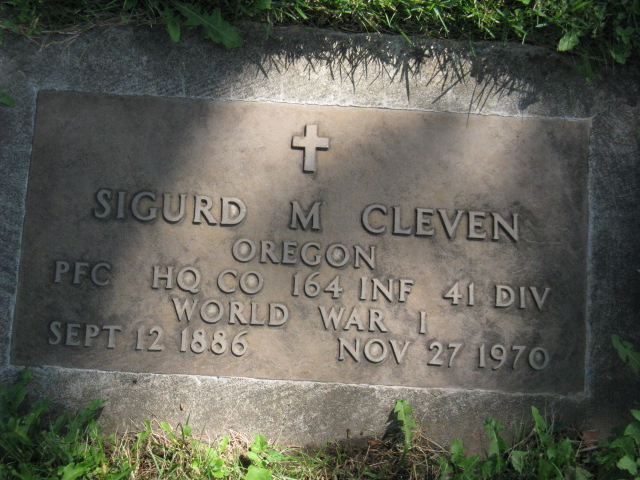 SIGURD M CLEVEN
OREGON
PFC HQ CO 164 INF 41 DIV
WORLD WAR I
SEPT 12 1886 NOV 27 1970